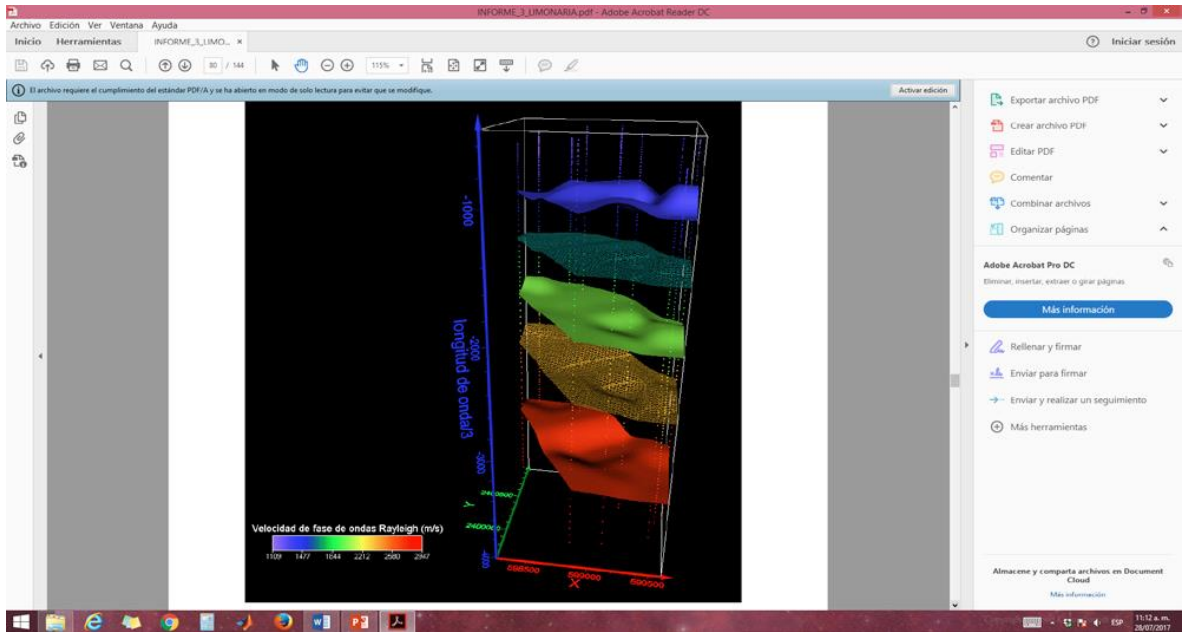 INFORME_3_LIMONARIA.pdf - Adobe Acrobat Reader DC
Archivo Edición Ver Ventana Ayuda
Inicio Herramientas INFORME_3_LIMO... × Iniciar sesión
80 / 144 115%
El archivo requiere el cumplimiento del estándar PDF/A y se ha abierto en modo de solo lectura para evitar que se modifique. Activar edición
-1000
-2000
longitud de onda/3
-3000
Y
2400000
Velocidad de fase de ondas Rayleigh (m/s)
1109 1477 1844 2212 2580 2947
X
599000
599500
Exportar archivo PDF
Crear archivo PDF
Editar PDF
Comentar
Combinar archivos
Organizar páginas
Adobe Acrobat Pro DC
Eliminar, insertar, extraer o girar páginas
Más información
Rellenar y firmar
Enviar para firmar
Enviar y realizar un seguimiento
Más herramientas
Almacene y comparta archivos en Document
Cloud
Más información
ESP
11:12 a. m.
28/07/2017